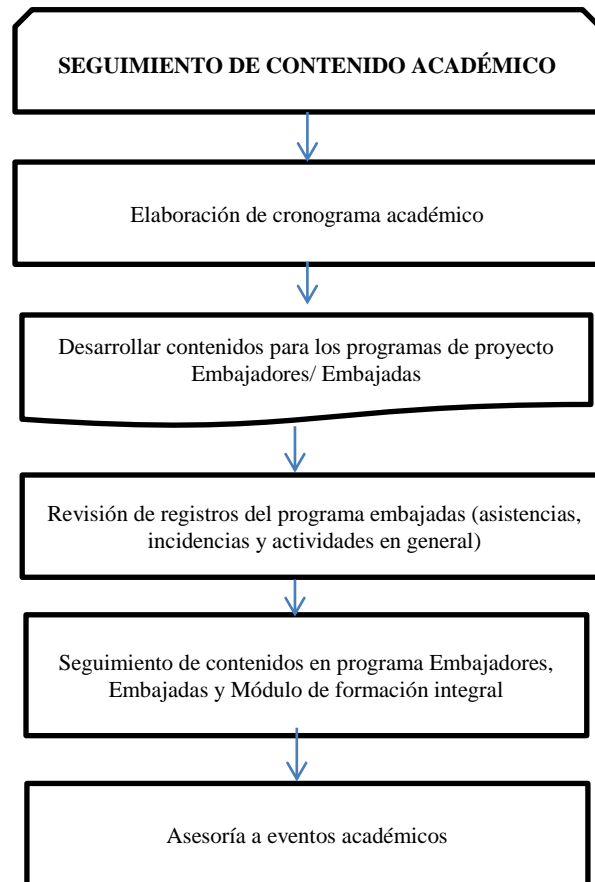 SEGUIMIENTO DE CONTENIDO ACADÉMICO
Elaboración de cronograma académico
Desarrollar contenidos para los programas de proyecto
Embajadores/ Embajadas
Revisión de registros del programa embajadas (asistencias,
incidencias y actividades en general)
Seguimiento de contenidos en programa Embajadores,
Embajadas y Módulo de formación integral
Asesoría a eventos académicos